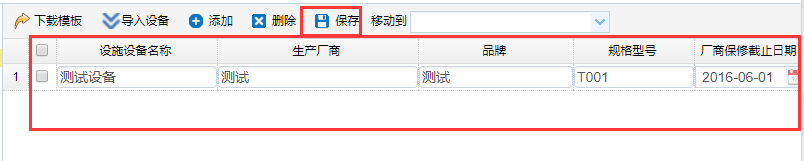 下载模板 导入设备 添加 删除 保存 移动到
设施设备名称 生产厂商 品牌 规格型号 厂商保修截止日期
1 测试设备 测试 测试 T001 2016-06-01